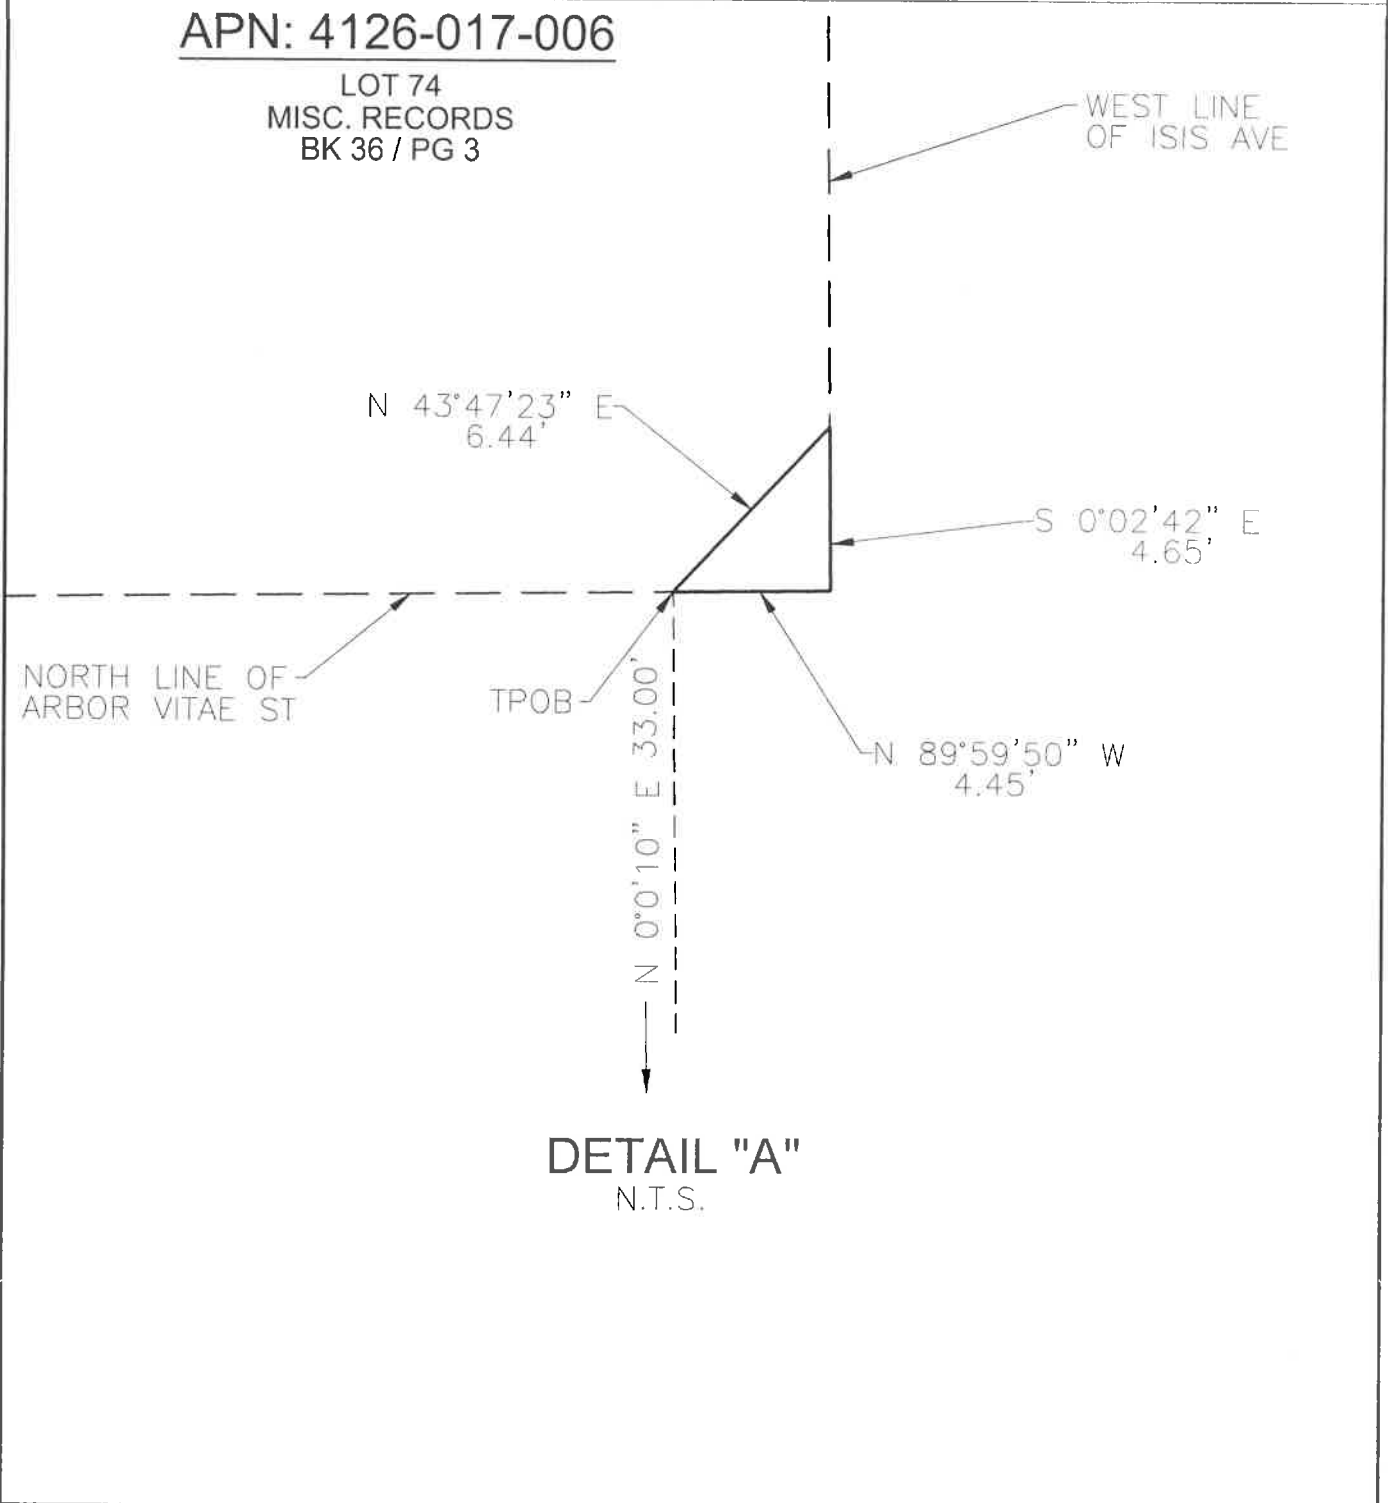 APN: 4126-017-006
LOT 74
MISC. RECORDS
BK 36 / PG 3
WEST LINE
OF ISIS AVE
N 43°47'23" E
6.44'
S 0°02'42" E
4.65'
NORTH LINE OF
ARBOR VITAE ST
TPOB
N 0°0'10" E 33.00'
N 89°59'50" W
4.45'
DETAIL "A"
N.T.S.